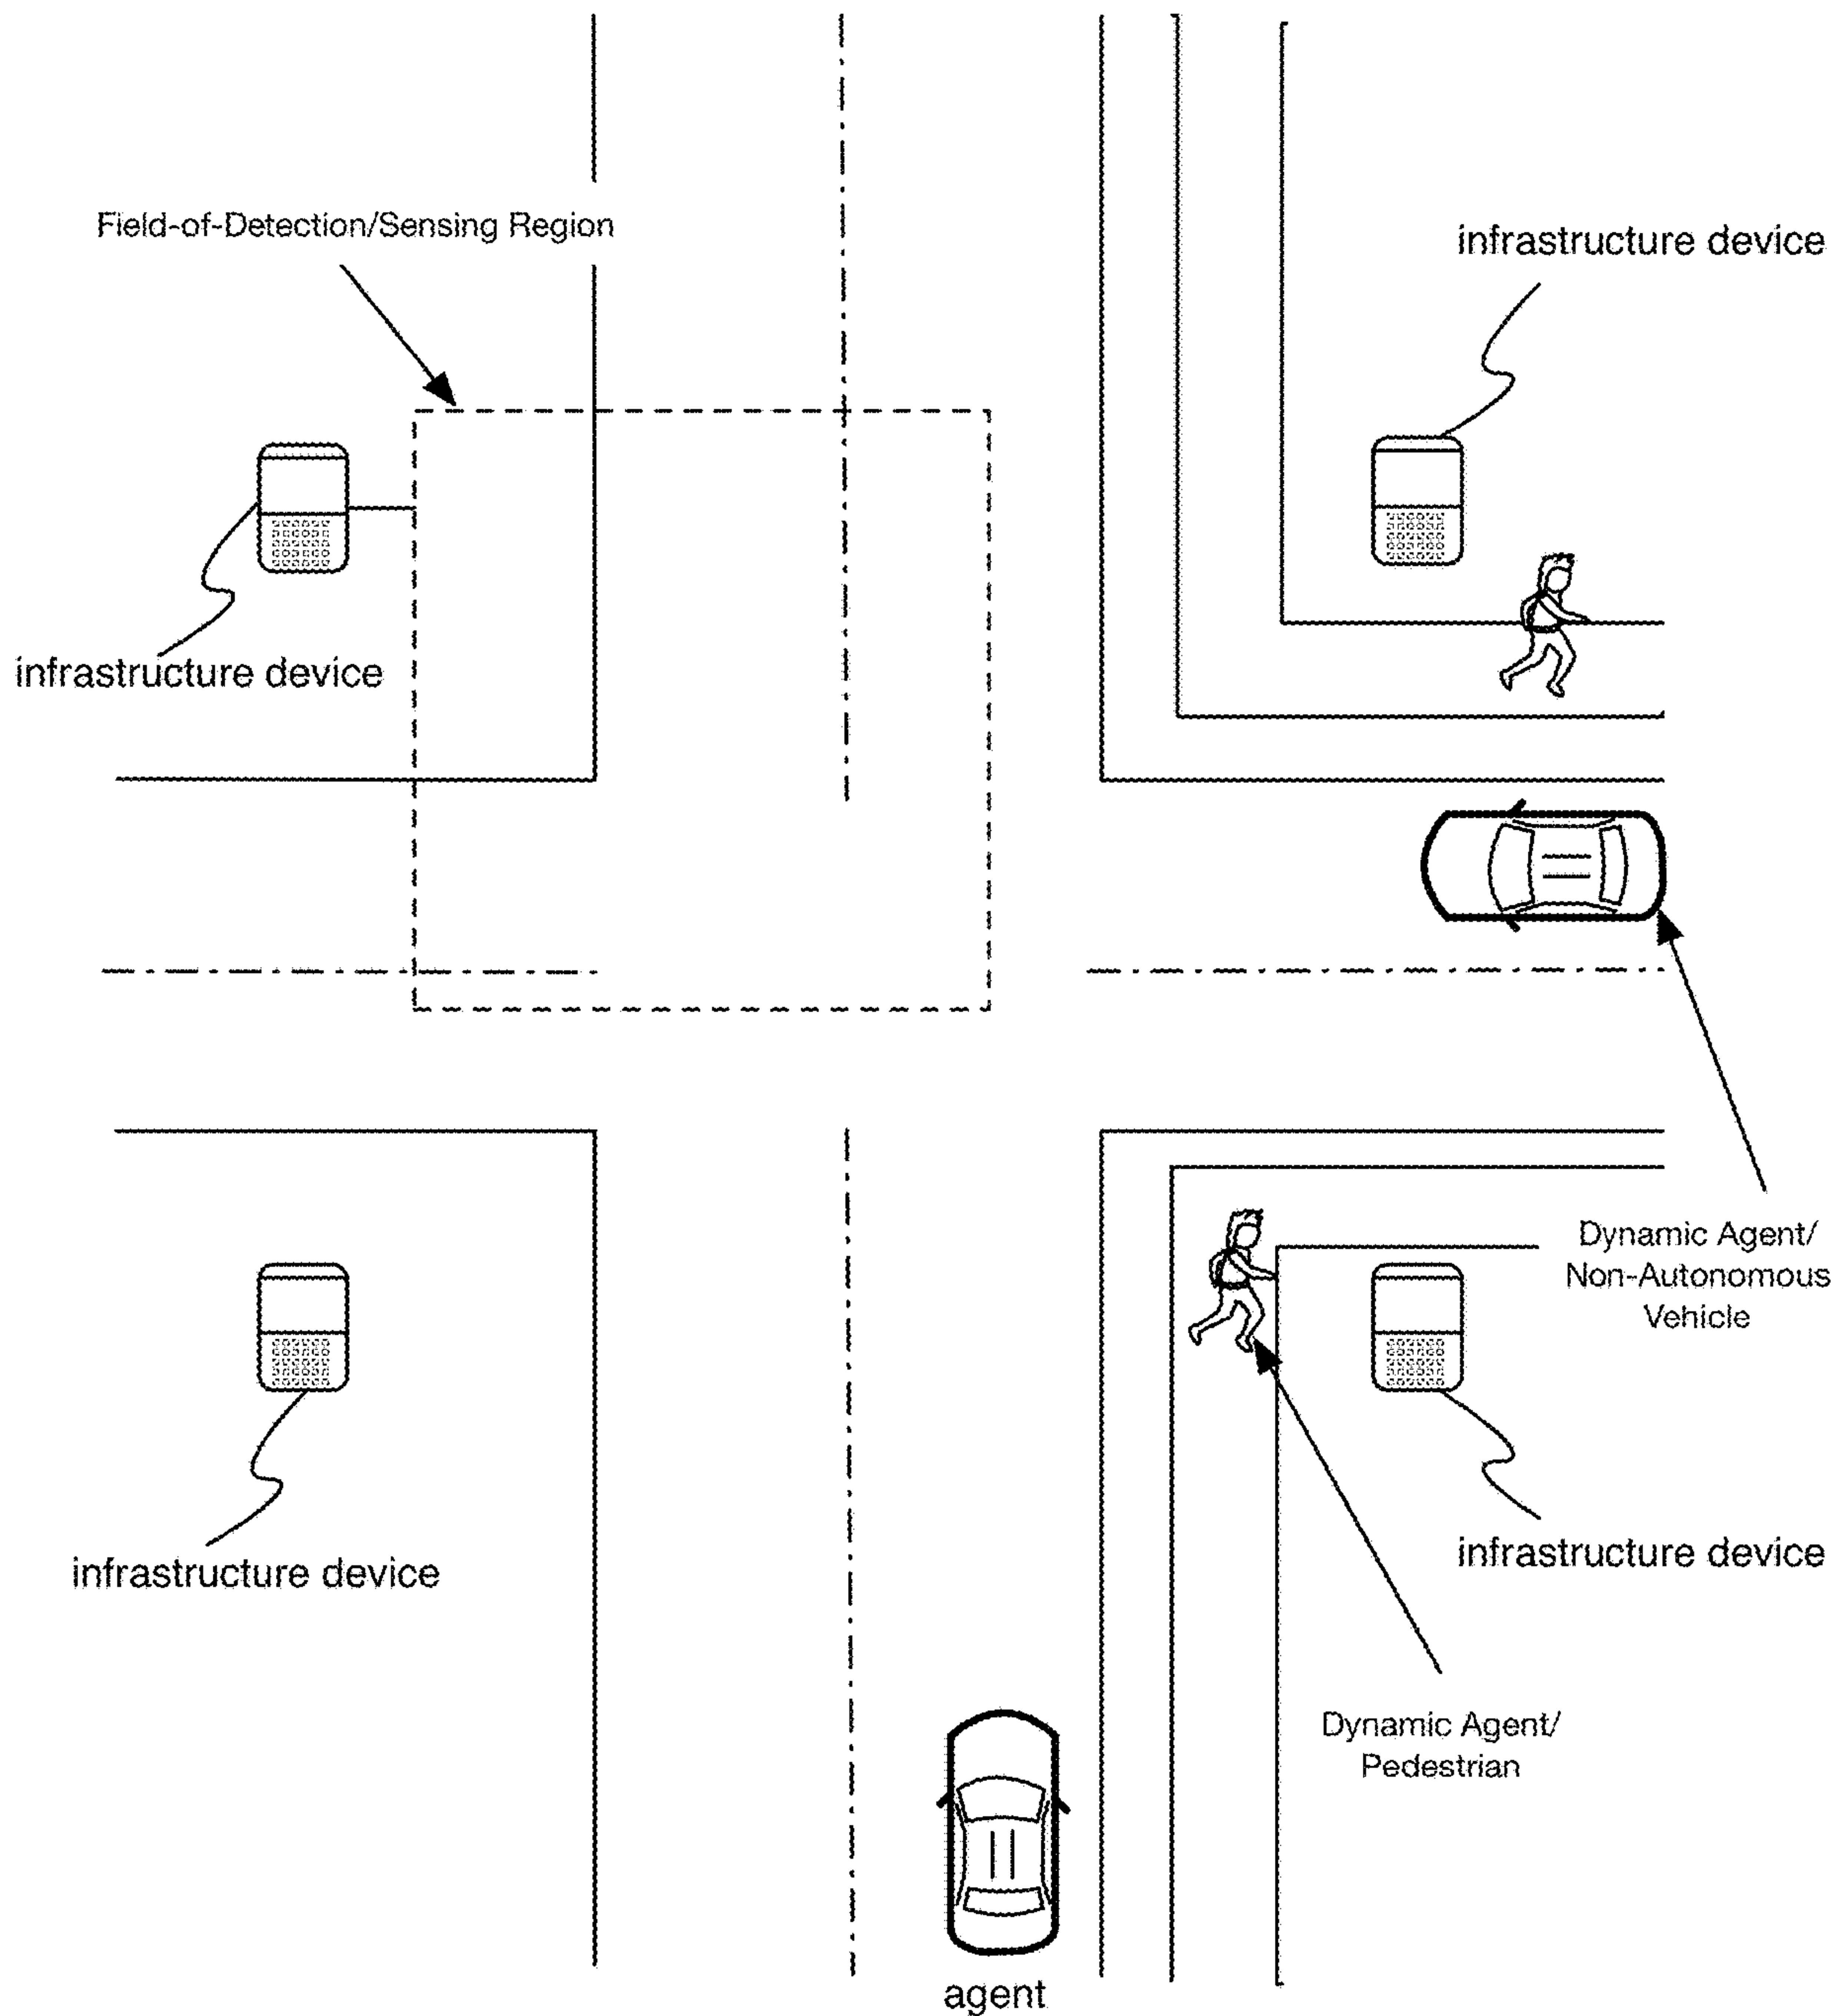 Field-of-Detection/Sensing Region
infrastructure device
infrastructure device
Dynamic Agent/
Non-Autonomous
Vehicle
infrastructure device
infrastructure device
Dynamic Agent/
Pedestrian
agent